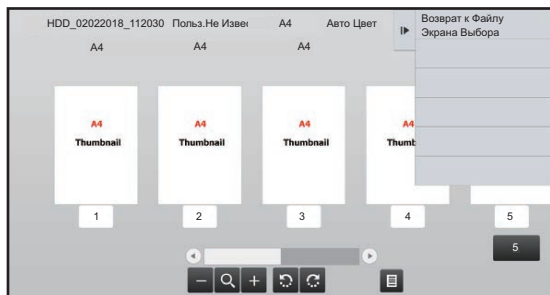 HDD_02022018_112030 Польз.Не Извес A4 Авто Цвет
Возврат к Файлу
Экрана Выбора
A4 A4 A4
A4 A4 A4 A4
Thumbnail Thumbnail Thumbnail Thumb
1 2 3 4 5
5